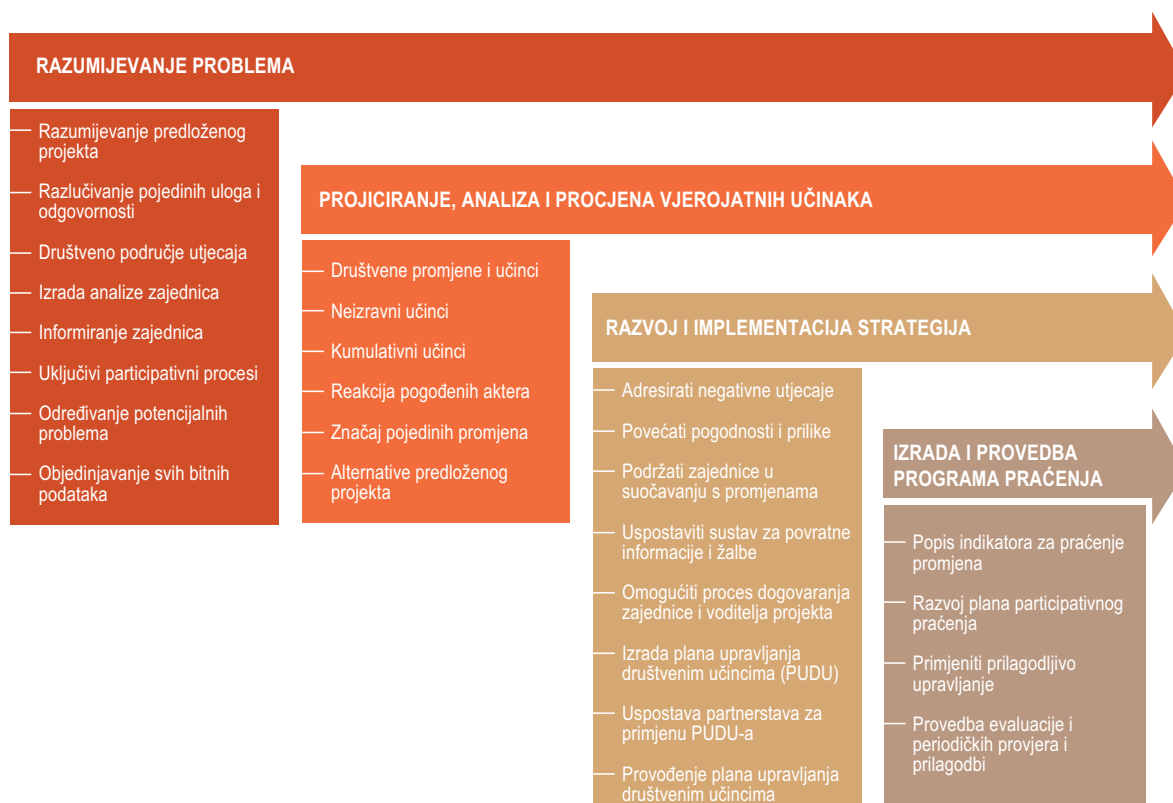 RAZUMIJEVANJE PROBLEMA
Razumijevanje predloženog
projekta
Razlučivanje pojedinih uloga i
odgovornosti
Društveno područje utjecaja
Izrada analize zajednica
Informiranje zajednica
Uključivi participativni procesi
Određivanje potencijalnih
problema
Objedinjavanje svih bitnih
podataka
PROJICIRANJE, ANALIZA I PROCJENA VJEROJATNIH UČINAKA
Društvene promjene i učinci
Neizravni učinci
Kumulativni učinci
Reakcija pogođenih aktera
Značaj pojedinih promjena
Alternative predloženog
projekta
RAZVOJ I IMPLEMENTACIJA STRATEGIJA
Adresirati negativne utjecaje
Povećati pogodnosti i prilike
Podržati zajednice u
suočavanju s promjenama
Uspostaviti sustav za povratne
informacije i žalbe
Omogućiti proces dogovaranja
zajednice i voditelja projekta
Izrada plana upravljanja
društvenim učincima (PUDU)
Uspostava partnerstava za
primjenu PUDU-a
Provođenje plana upravljanja
društvenim učincima
IZRADA I PROVEDBA
PROGRAMA PRAĆENJA
Popis indikatora za praćenje
promjena
Razvoj plana participativnog
praćenja
Primjeniti prilagodljivo
upravljanje
Provedba evaluacije i
periodičkih provjera i
prilagodbi